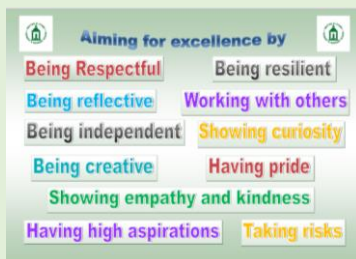 Aiming for excellence by
Being Respectful Being resilient
Being reflective Working with others
Being independent Showing curiosity
Being creative Having pride
Showing empathy and kindness
Having high aspirations Taking risks